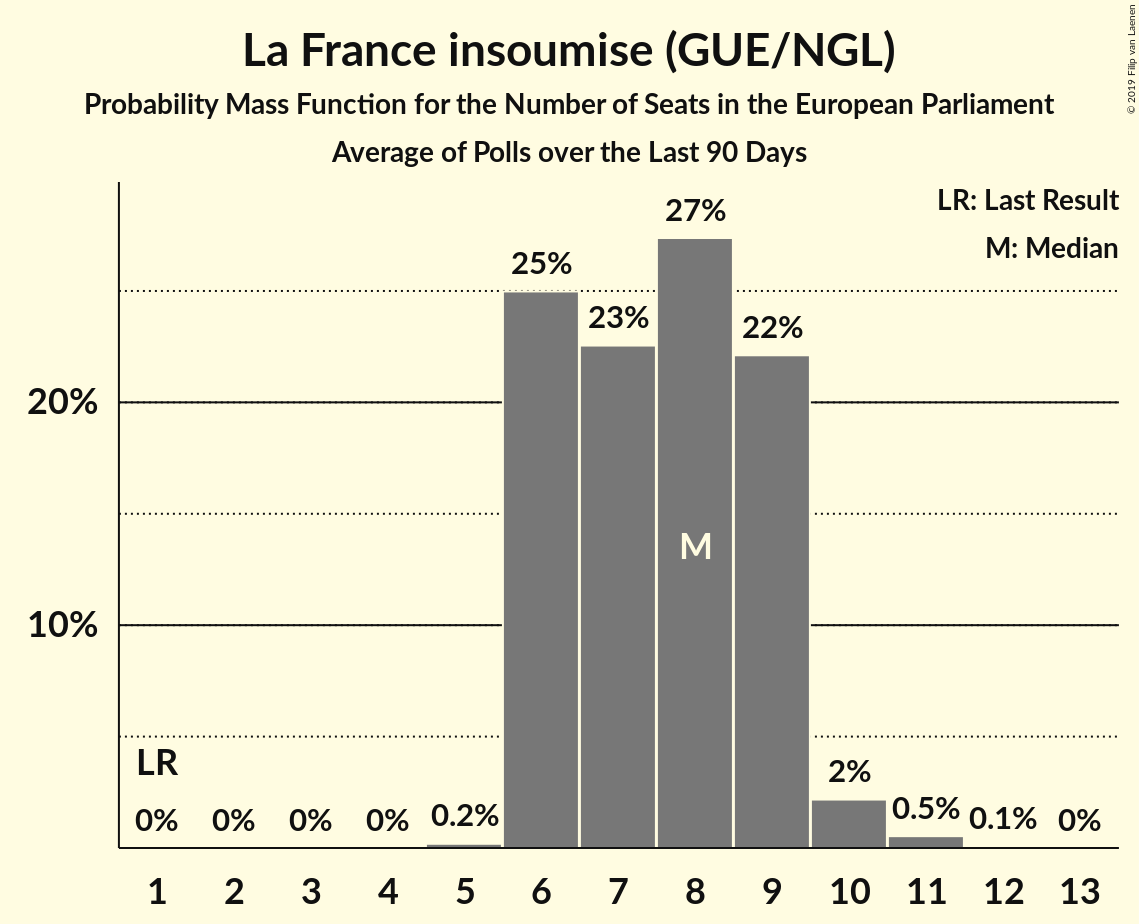 La France insoumise (GUE/NGL)
Probability Mass Function for the Number of Seats in the European Parliament
Average of Polls over the Last 90 Days
© 2019 Filip van Laenen
LR: Last Result
M: Median
27%
25%
23%
22%
20%
M
10%
LR
2%
0%
0%
0%
0%
0.2%
0.5%
0.1%
0%
1 2 3 4 5 6 7 8 9 10 11 12 13